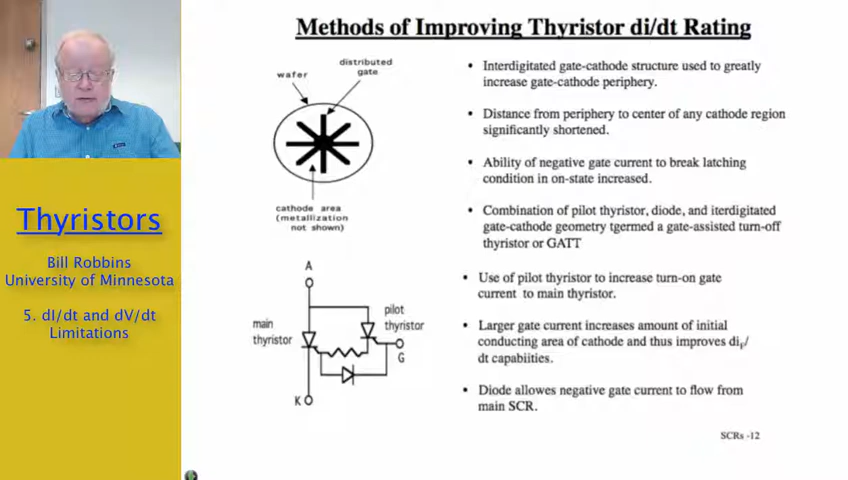 Methods of Improving Thyristor di/dt Rating
distributed
gate
wafer
cathode area
(metallization
not shown)
A
pilot
thyristor
main
thyristor
G
K
• Interdigitated gate-cathode structure used to greatly
increase gate-cathode periphery.
• Distance from periphery to center of any cathode region
significantly shortened.
• Ability of negative gate current to break latching
condition in on-state increased.
• Combination of pilot thyristor, diode, and iterdigitated
gate-cathode geometry tgermed a gate-assisted turn-off
thyristor or GATT
• Use of pilot thyristor to increase turn-on gate
current to main thyristor.
• Larger gate current increases amount of initial
conducting area of cathode and thus improves diF/
dt capabiities.
• Diode allowes negative gate current to flow from
main SCR.
SCRs -12
Thyristors
Bill Robbins
University of Minnesota
5. dI/dt and dV/dt
Limitations